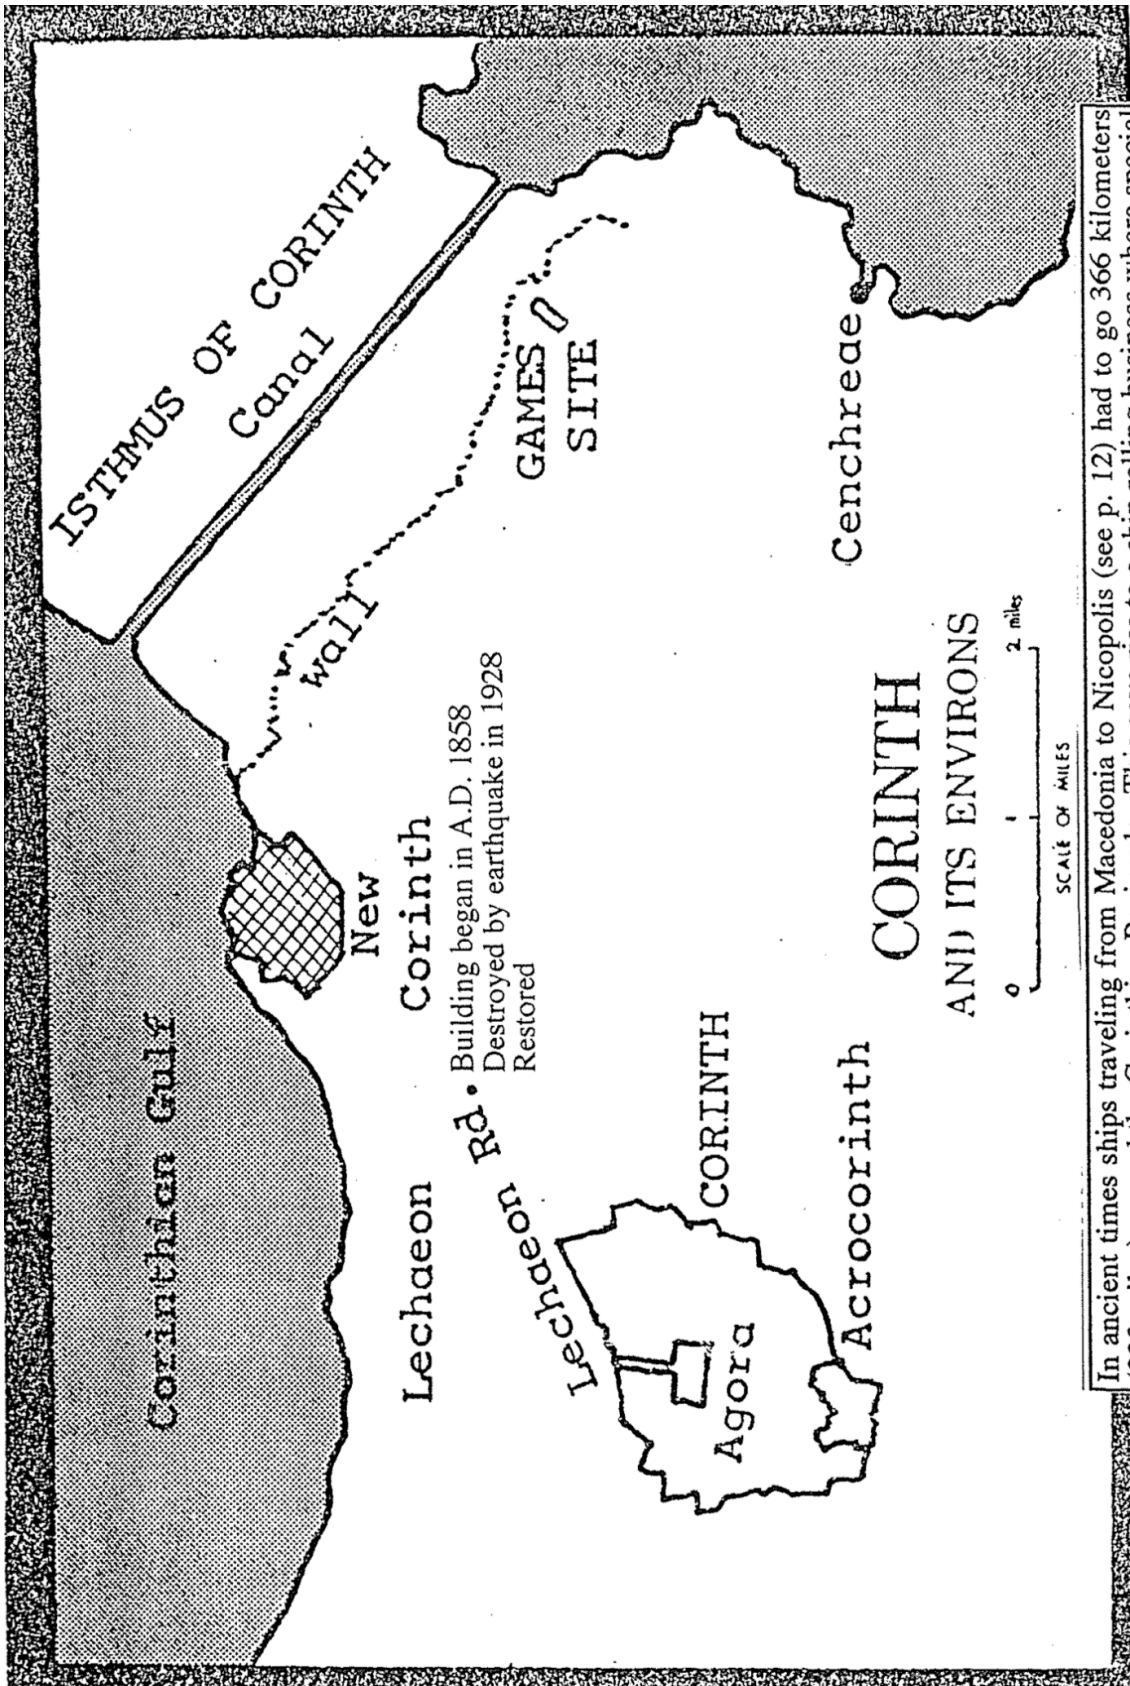 ISTHMUS OF CORINTH
Canal
Corinthian Gulf
wall
GAMES
SITE
New
Corinth
• Building began in A.D. 1858
Destroyed by earthquake in 1928
Restored
Lechaeon
Lechaeon Rd.
Cenchreae
CORINTH
Agora
Acrocorinth
CORINTH
AND ITS ENVIRONS
0 1 2 miles
SCALE OF MILES
In ancient times ships traveling from Macedonia to Nicopolis (see p. 12) had to go 366 kilometers